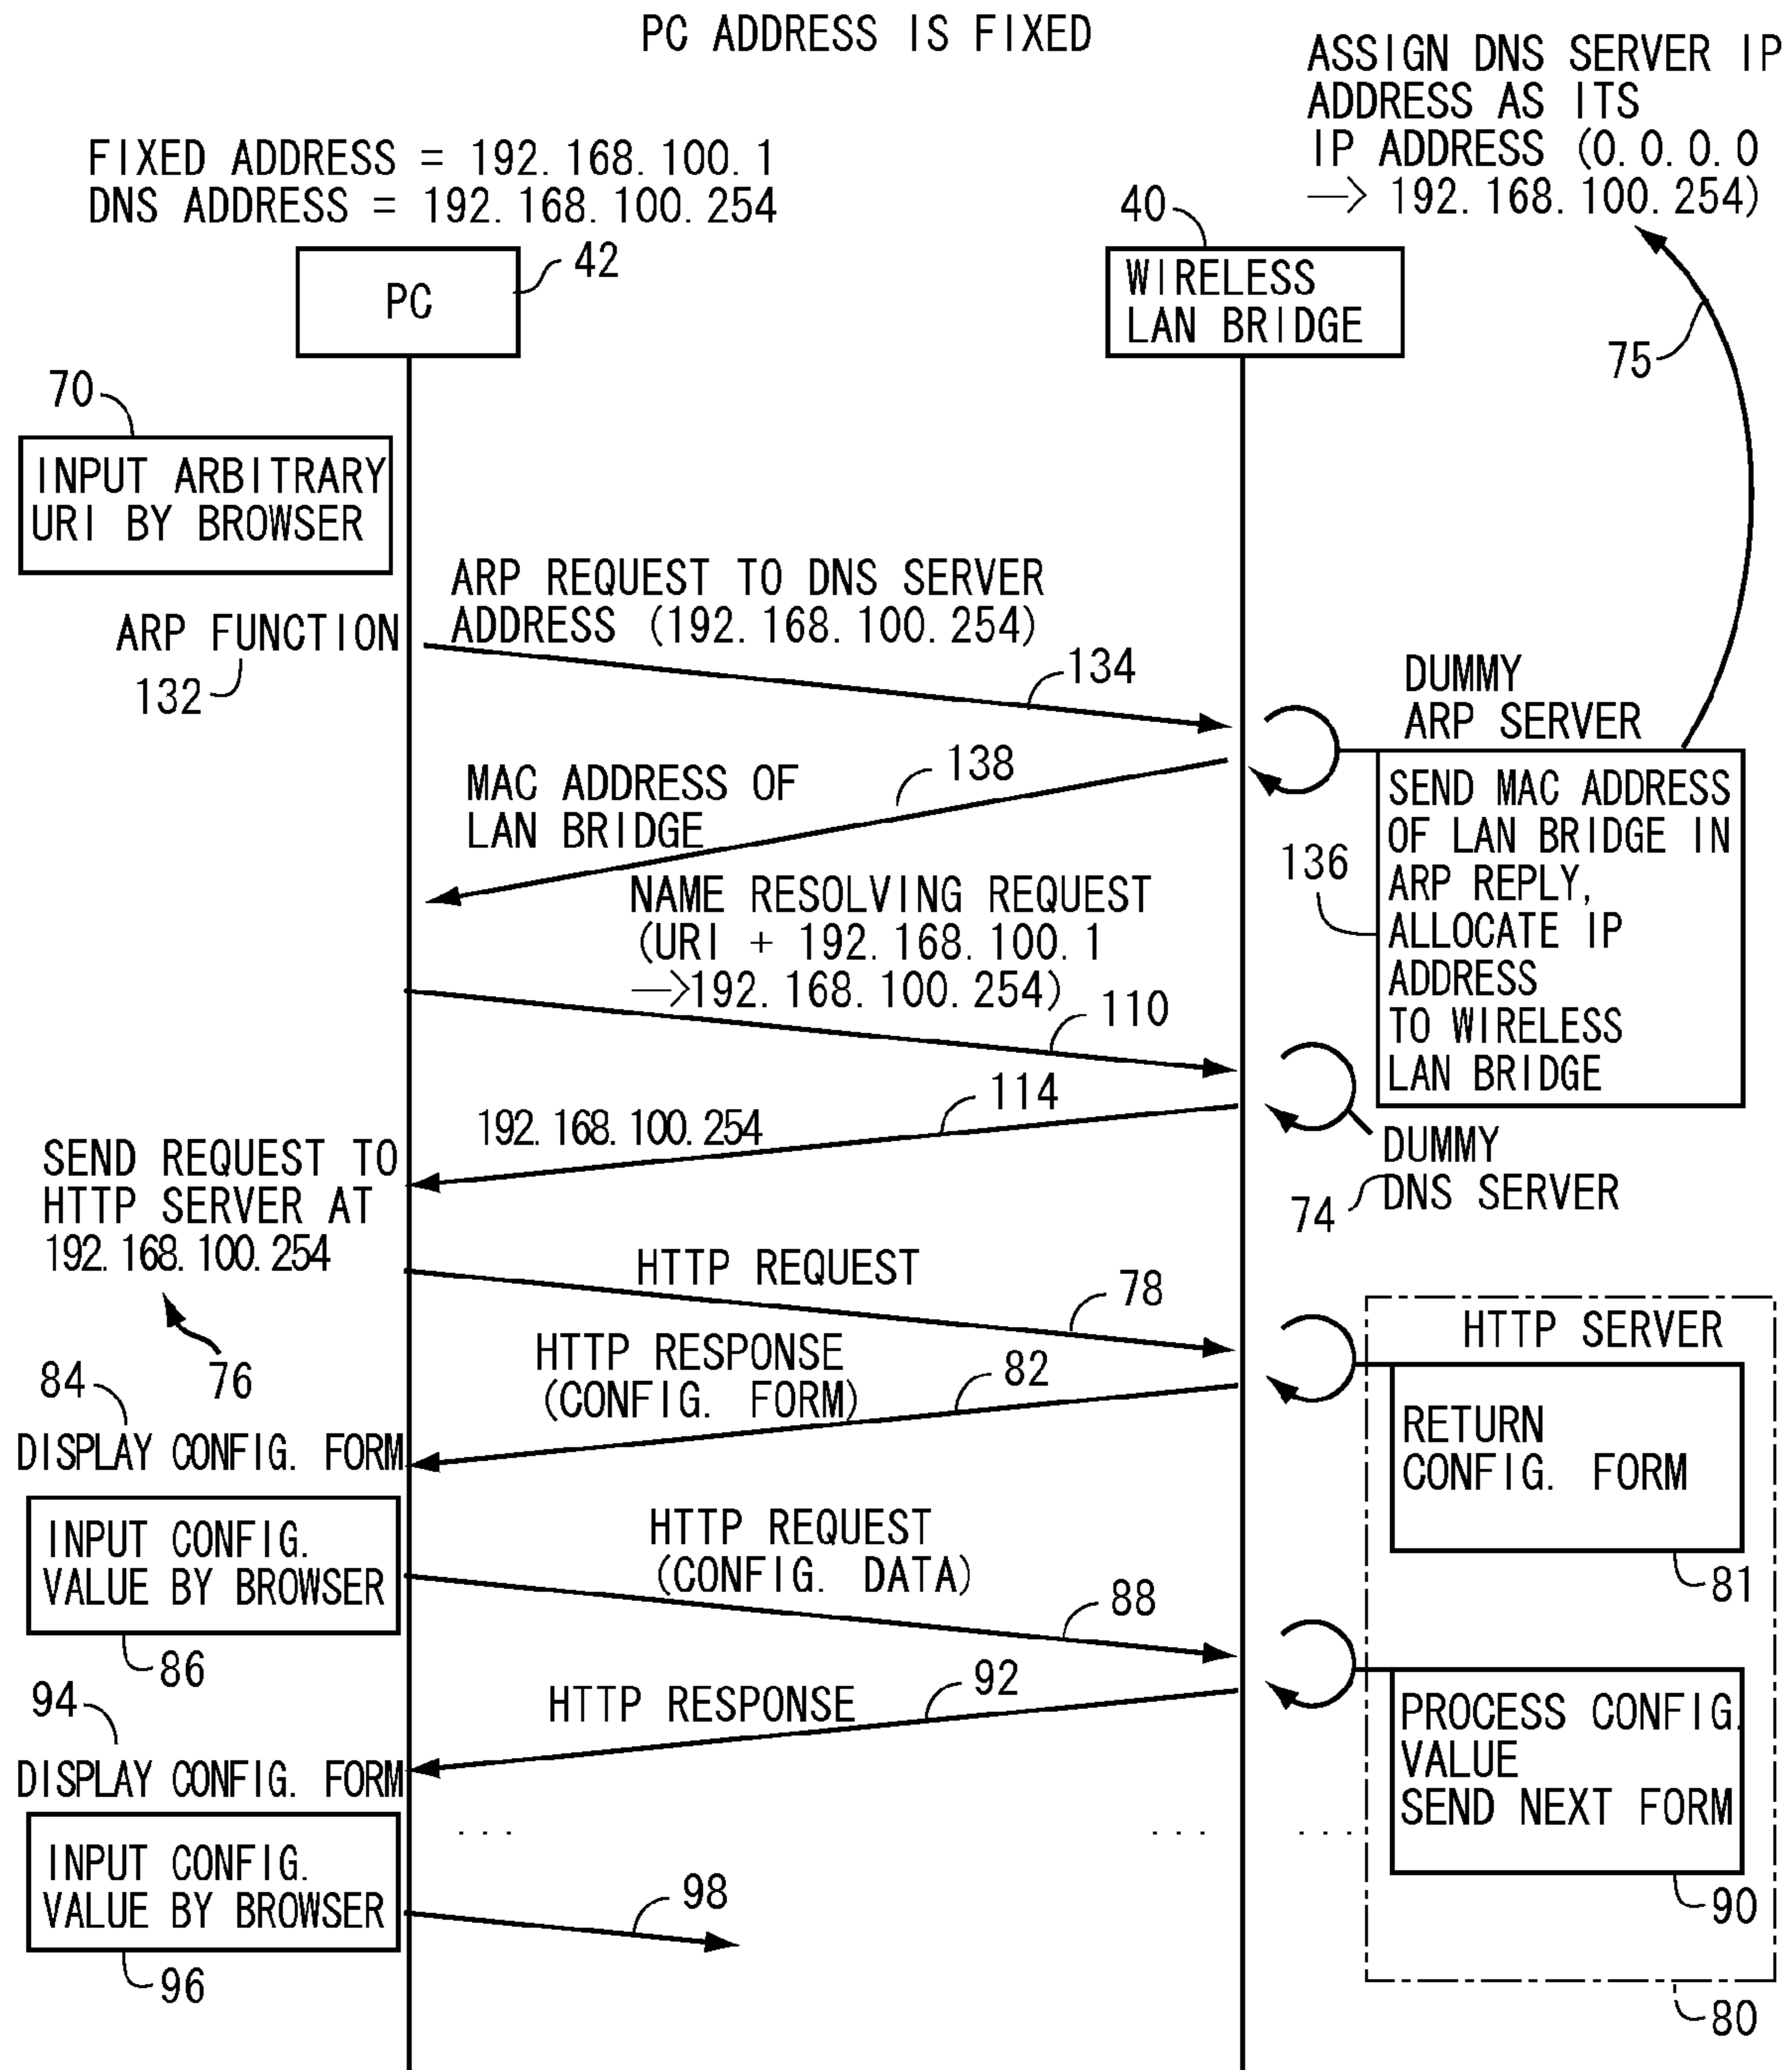 PC ADDRESS IS FIXED
ASSIGN DNS SERVER IP
ADDRESS AS ITS
IP ADDRESS (0.0.0.0
—> 192.168.100.254)
FIXED ADDRESS = 192.168.100.1
DNS ADDRESS = 192.168.100.254
40
42
PC
WIRELESS
LAN BRIDGE
75
70
INPUT ARBITRARY
URI BY BROWSER
ARP REQUEST TO DNS SERVER
ADDRESS (192.168.100.254)
ARP FUNCTION
132
134
DUMMY
ARP SERVER
138
MAC ADDRESS OF
LAN BRIDGE
SEND MAC ADDRESS
OF LAN BRIDGE IN
ARP REPLY,
ALLOCATE IP
ADDRESS
TO WIRELESS
LAN BRIDGE
136
NAME RESOLVING REQUEST
(URI + 192.168.100.1
—>192.168.100.254)
110
114
192.168.100.254
DUMMY
DNS SERVER
74
SEND REQUEST TO
HTTP SERVER AT
192.168.100.254
76
HTTP REQUEST
78
HTTP SERVER
HTTP RESPONSE
(CONFIG. FORM)
82
84
DISPLAY CONFIG. FORM
RETURN
CONFIG. FORM
81
INPUT CONFIG.
VALUE BY BROWSER
86
HTTP REQUEST
(CONFIG. DATA)
88
92
HTTP RESPONSE
94
DISPLAY CONFIG. FORM
PROCESS CONFIG.
VALUE
SEND NEXT FORM
90
... ... ...
INPUT CONFIG.
VALUE BY BROWSER
96
98
80